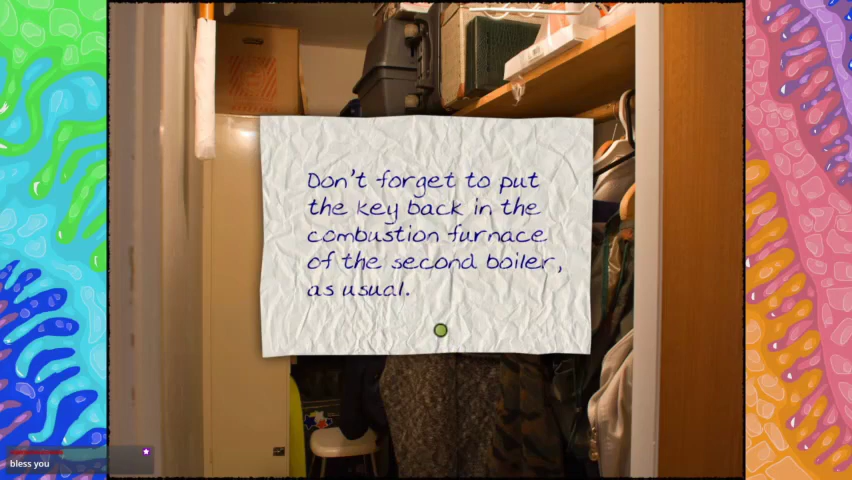 Don't forget to put
the key back in the
combustion furnace
of the second boiler,
as usual.
bless you